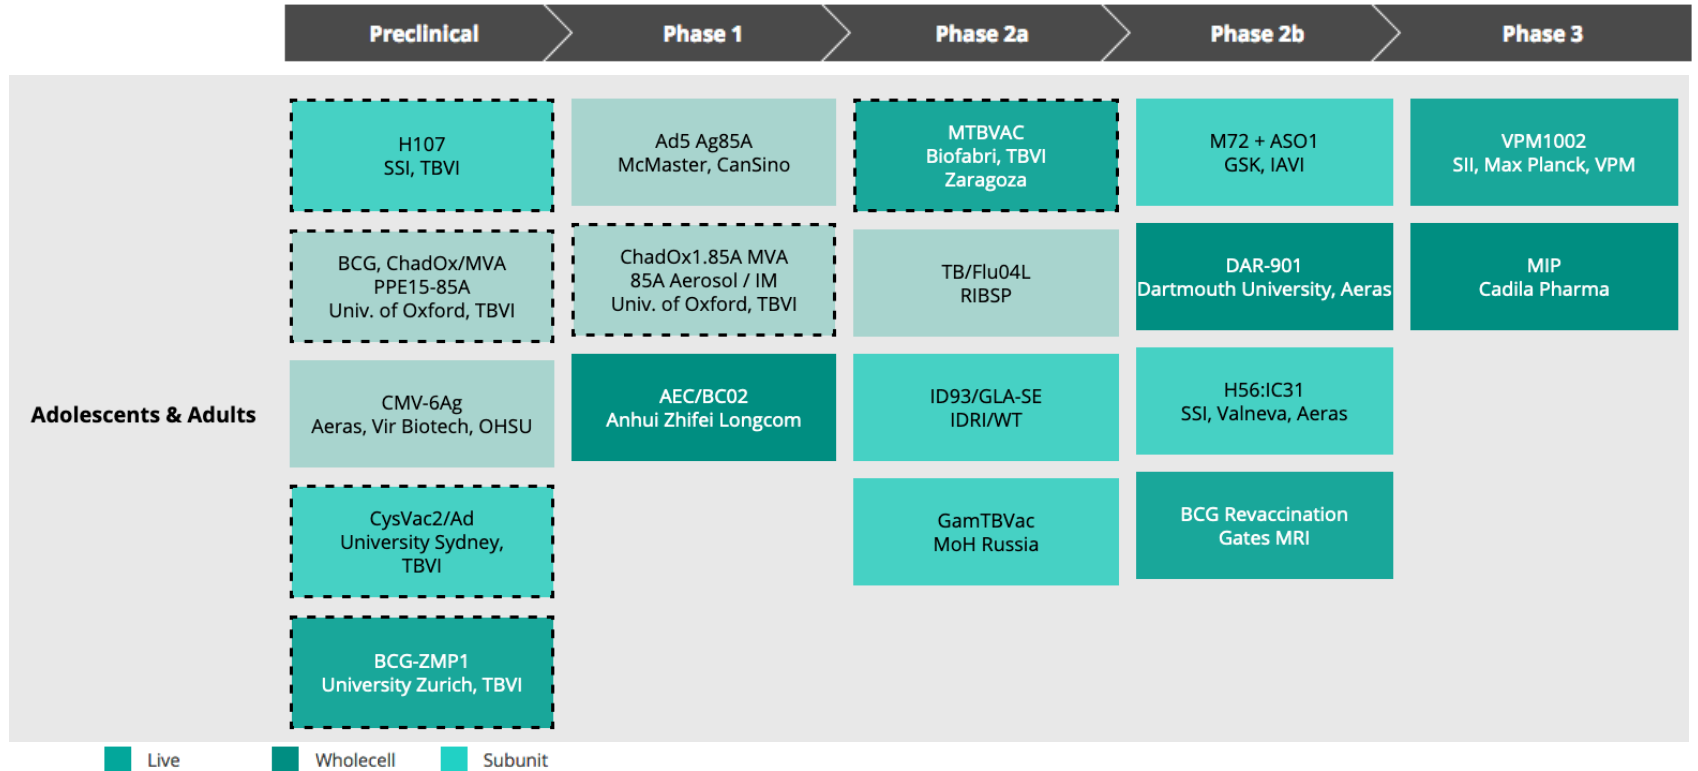 Preclinical
Phase 1
Phase 2a
Phase 2b
Phase 3
Adolescents & Adults
H107
SSI, TBVI
BCG, ChadOx/MVA
PPE15-85A
Univ. of Oxford, TBVI
CMV-6Ag
Aeras, Vir Biotech, OHSU
CysVac2/Ad
University Sydney,
TBVI
BCG-ZMP1
University Zurich, TBVI
Ad5 Ag85A
McMaster, CanSino
ChadOx1.85A MVA
85A Aerosol / IM
Univ. of Oxford, TBVI
AEC/BC02
Anhui Zhifei Longcom
MTBVAC
Biofabri, TBVI
Zaragoza
TB/Flu04L
RIBSP
ID93/GLA-SE
IDRI/WT
GamTBVac
MoH Russia
M72 + ASO1
GSK, IAVI
DAR-901
Dartmouth University, Aeras
H56:IC31
SSI, Valneva, Aeras
BCG Revaccination
Gates MRI
VPM1002
SII, Max Planck, VPM
MIP
Cadila Pharma
Live
Wholecell
Subunit